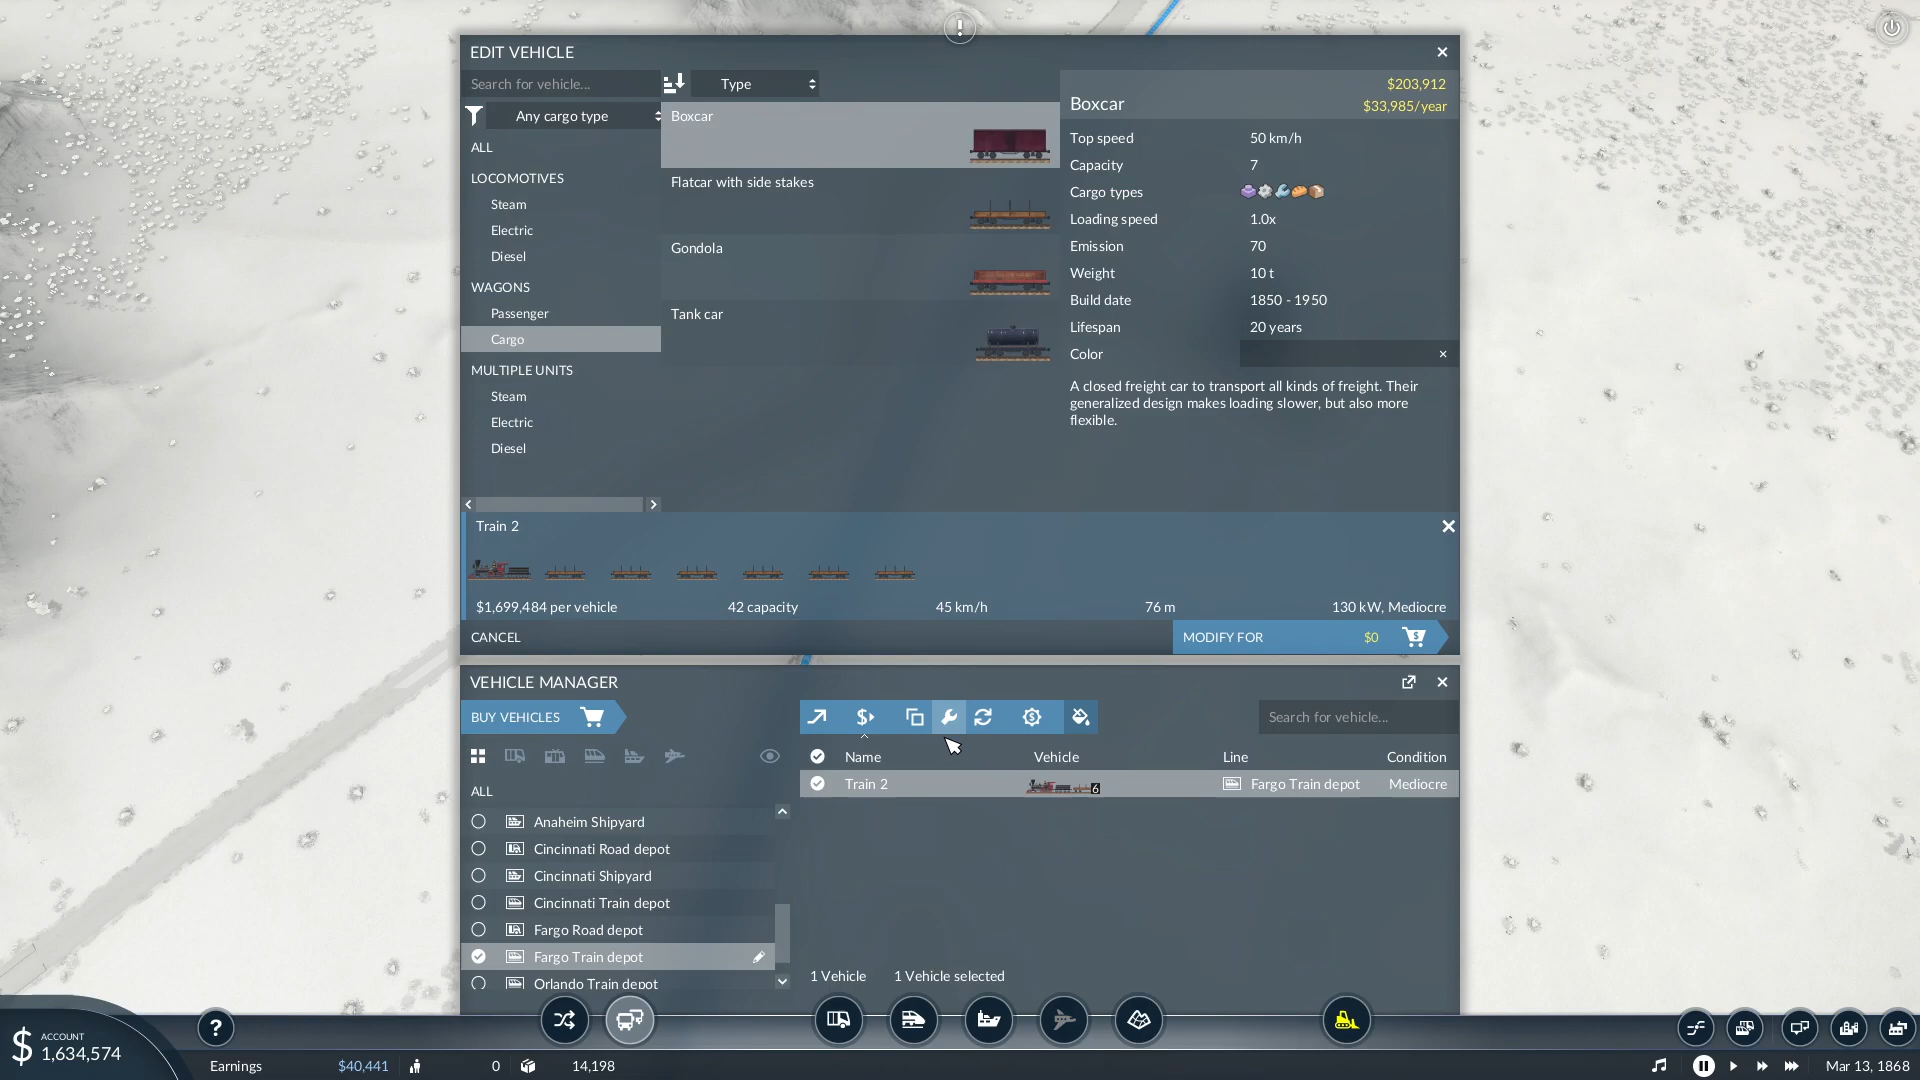 EDIT VEHICLE
Search for vehicle...
Type
Any cargo type
ALL
LOCOMOTIVES
Steam
Electric
Diesel
WAGONS
Passenger
Cargo
MULTIPLE UNITS
Steam
Electric
Diesel
Boxcar
Flatcar with side stakes
Gondola
Tank car
$203,912
Boxcar
$33,985/year
Top speed 50 km/h
Capacity 7
Cargo types
Loading speed 1.0x
Emission 70
Weight 10 t
Build date 1850 - 1950
Lifespan 20 years
Color
A closed freight car to transport all kinds of freight. Their
generalized design makes loading slower, but also more
flexible.
Train 2
$1,699,484 per vehicle 42 capacity 45 km/h 76 m 130 kW, Mediocre
CANCEL
MODIFY FOR $0
VEHICLE MANAGER
BUY VEHICLES
Search for vehicle...
ALL
Anaheim Shipyard
Cincinnati Road depot
Cincinnati Shipyard
Cincinnati Train depot
Fargo Road depot
Fargo Train depot
Orlando Train depot
Name Vehicle Line Condition
Train 2 6 Fargo Train depot Mediocre
1 Vehicle 1 Vehicle selected
ACCOUNT
1,634,574
Earnings $40,441 0 14,198
Mar 13, 1868